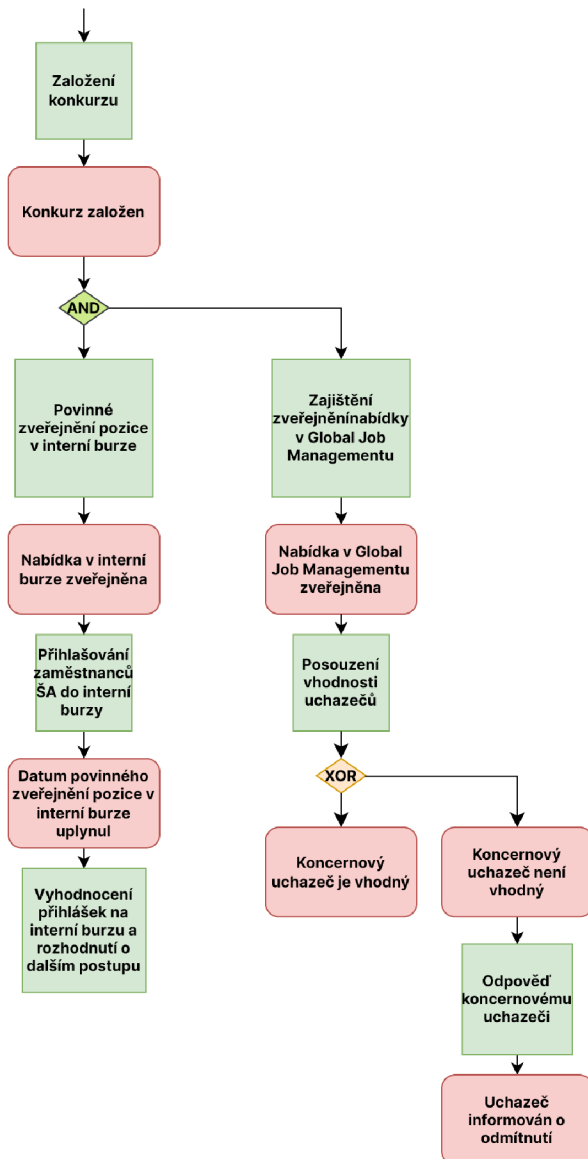 Založení
konkurzu
Konkurz založen
AND
Povinné
zveřejnění pozice
v interní burze
Nabídka v interní
burze zveřejněna
Přihlašování
zaměstnanců
ŠA do interní
burzy
Datum povinného
zveřejnění pozice v
interní burze
uplynul
Vyhodnocení
přihlášek na
interní burzu a
rozhodnutí o
dalším postupu
Zajištění
zveřejněnínabídky
v Global Job
Managementu
Nabídka v Global
Job Managementu
zveřejněna
Posouzení
vhodnosti
uchazečů
XOR
Koncernový
uchazeč je vhodný
Koncernový
uchazeč není
vhodný
Odpověď
koncernovému
uchazeči
Uchazeč
informován o
odmítnutí